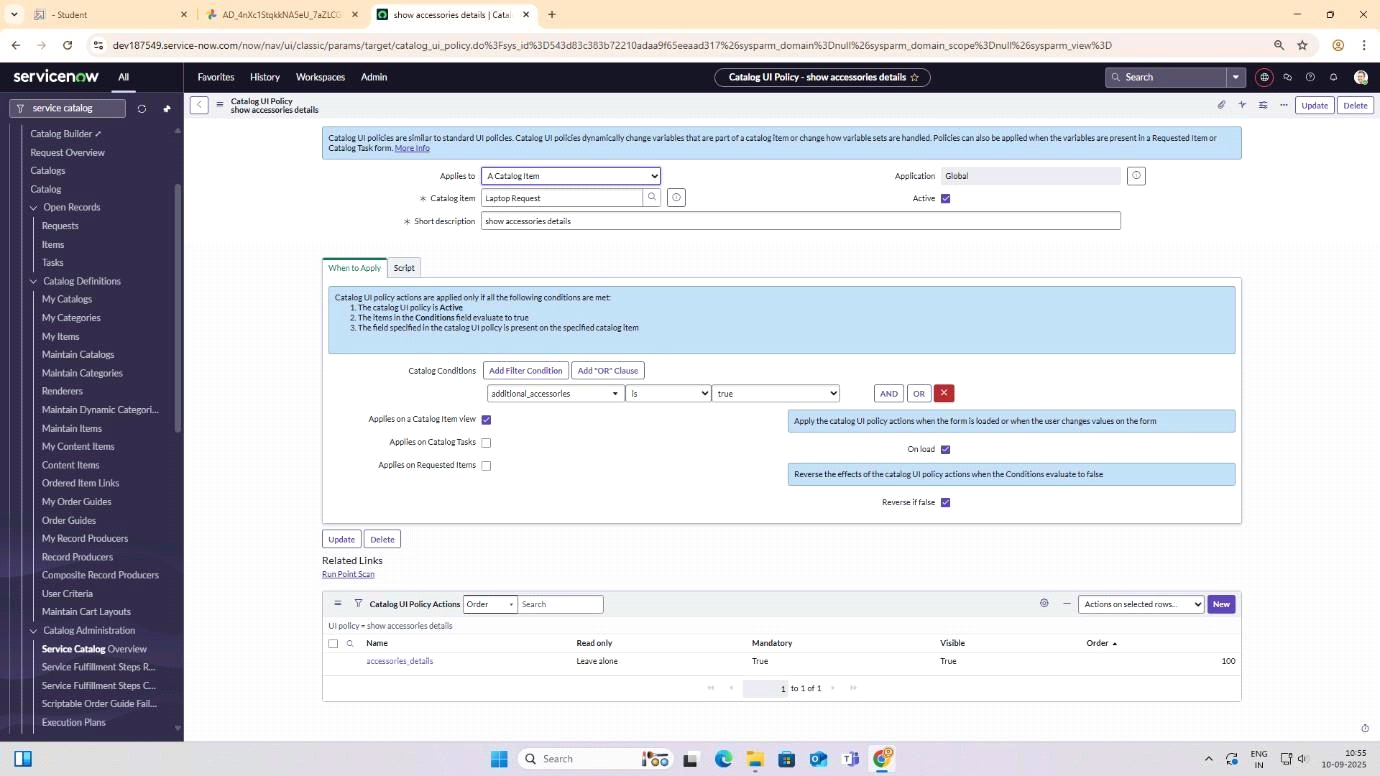 - Student
AD_4nXc1StqkkNASeU_7aZLCG
show accessories details | Catal
dev187549.service-now.com/now/nav/ui/classic/params/target/catalog_ui_policy.do%3Fsys_id%3D543d83c383b72210adaa9f65eeaad317%26sysparm_domain%3Dnull%26sysparm_domain_scope%3Dnull%26sysparm_view%3D
servicenow All Favorites History Workspaces Admin Catalog UI Policy - show accessories details Search
service catalog
Catalog Builder
Request Overview
Catalogs
Catalog
Open Records
Requests
Items
Tasks
Catalog Definitions
My Catalogs
My Categories
My Items
Maintain Catalogs
Maintain Categories
Renderers
Maintain Dynamic Categori...
Maintain Items
My Content Items
Content Items
Ordered Item Links
My Order Guides
Order Guides
My Record Producers
Record Producers
Composite Record Producers
User Criteria
Maintain Cart Layouts
Catalog Administration
Service Catalog Overview
Service Fulfillment Steps R...
Service Fulfillment Steps C...
Scriptable Order Guide Fail...
Execution Plans
Catalog UI Policy
show accessories details
Update Delete
Catalog UI policies are similar to standard UI policies. Catalog UI policies dynamically change variables that are part of a catalog item or change how variable sets are handled. Policies can also be applied when the variables are present in a Requested Item or
Catalog Task form. More Info
Applies to A Catalog Item Application Global
Catalog item Laptop Request Active
Short description show accessories details
When to Apply Script
Catalog UI policy actions are applied only if all the following conditions are met:
1. The catalog UI policy is Active
2. The items in the Conditions field evaluate to true
3. The field specified in the catalog UI policy is present on the specified catalog item
Catalog Conditions Add Filter Condition Add "OR" Clause
additional_accessories is true AND OR
Applies on a Catalog Item view
Apply the catalog UI policy actions when the form is loaded or when the user changes values on the form
Applies on Catalog Tasks
On load
Applies on Requested Items
Reverse the effects of the catalog UI policy actions when the Conditions evaluate to false
Reverse if false
Update Delete
Related Links
Run Point Scan
Catalog UI Policy Actions Order Search Actions on selected rows... New
UI policy = show accessories details
Name Read only Mandatory Visible Order
accessories_details Leave alone True True 100
1 to 1 of 1
Search
ENG
IN
10:55
10-09-2025